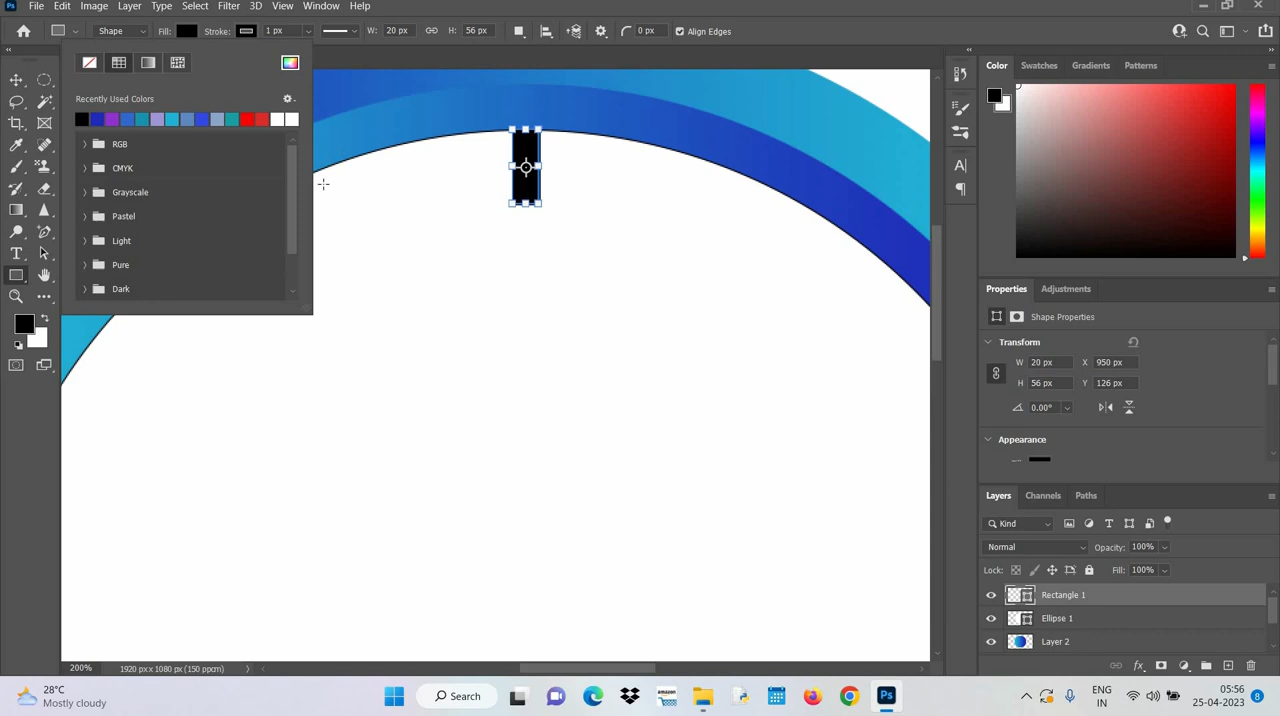 Ps File Edit Image Layer Type Select Filter 3D View Window Help
Shape Fill: Stroke: 1 px W: 20 px H: 56 px 0 px Align Edges
Recently Used Colors
RGB
CMYK
Grayscale
Pastel
Light
Pure
Dark
Color Swatches Gradients Patterns
Properties Adjustments
Shape Properties
Transform
W 20 px X 950 px
H 56 px Y 126 px
0.00°
Appearance
Layers Channels Paths
Kind
Normal Opacity: 100%
Lock: Fill: 100%
Rectangle 1
Ellipse 1
Layer 2
200% 1920 px x 1080 px (150 ppcm)
28°C
Mostly cloudy
Search
amazon
Ps
ENG
IN
05:56
25-04-2023
8